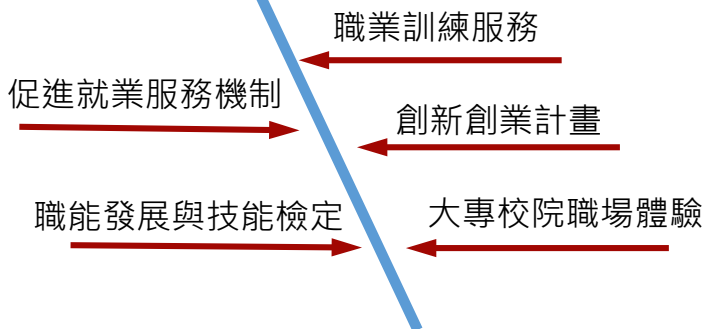 職業訓練服務
促進就業服務機制
創新創業計畫
職能發展與技能檢定
大專校院職場體驗